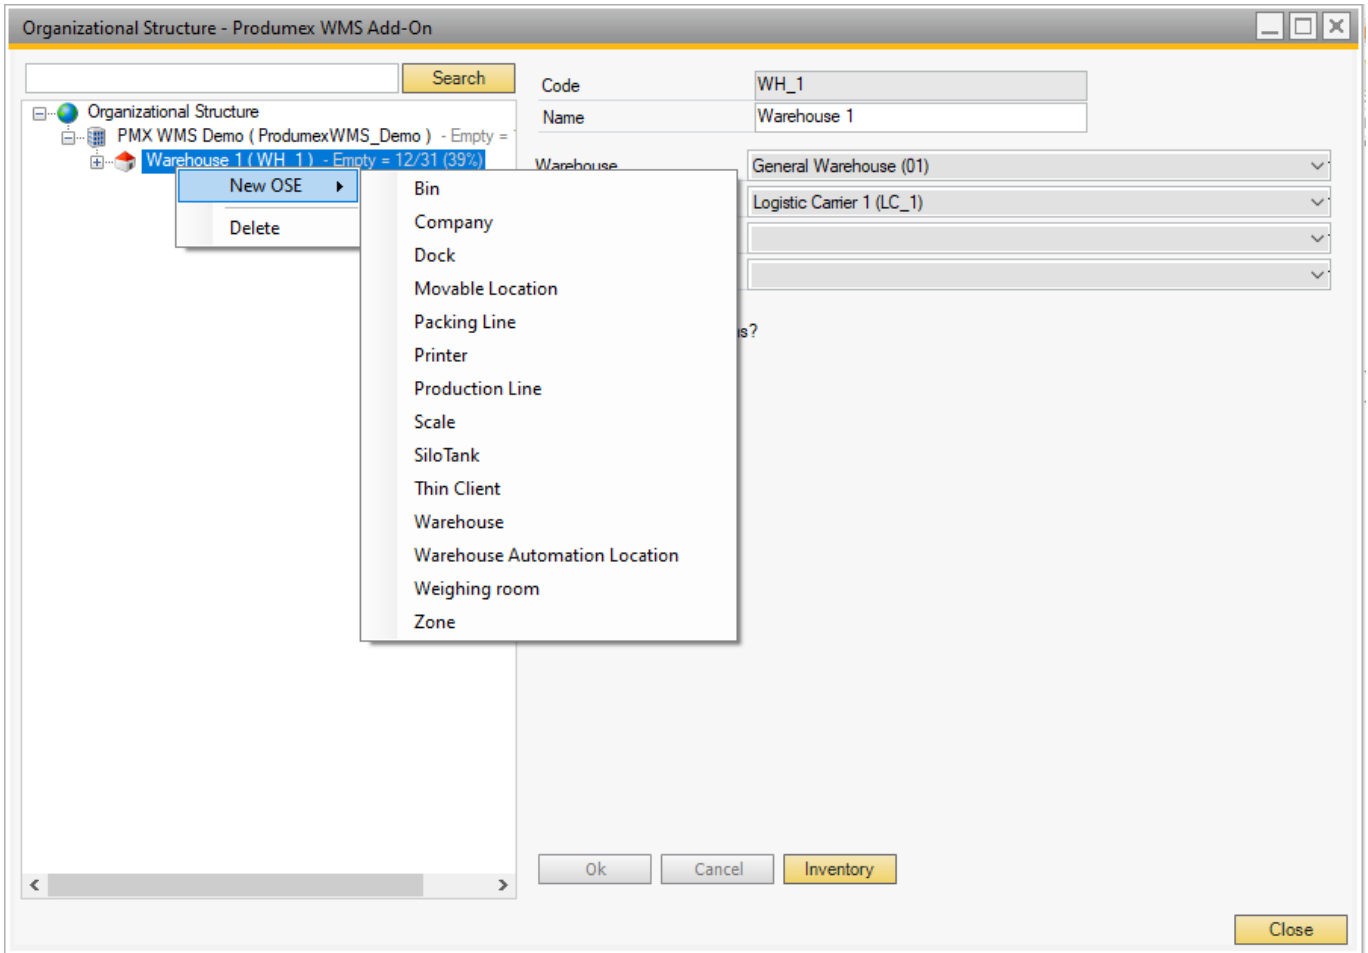 Organizational Structure - Produmex WMS Add-On
Search
Organizational Structure
PMX WMS Demo ( ProdumexWMS_Demo ) - Empty =
Warehouse 1 ( WH_1 ) - Empty = 12/31 (39%)
New OSE
Delete
Bin
Company
Dock
Movable Location
Packing Line
Printer
Production Line
Scale
SiloTank
Thin Client
Warehouse
Warehouse Automation Location
Weighing room
Zone
Code WH_1
Name Warehouse 1
Warehouse General Warehouse (01)
Logistic Carrier 1 (LC_1)
Ok Cancel Inventory
Close